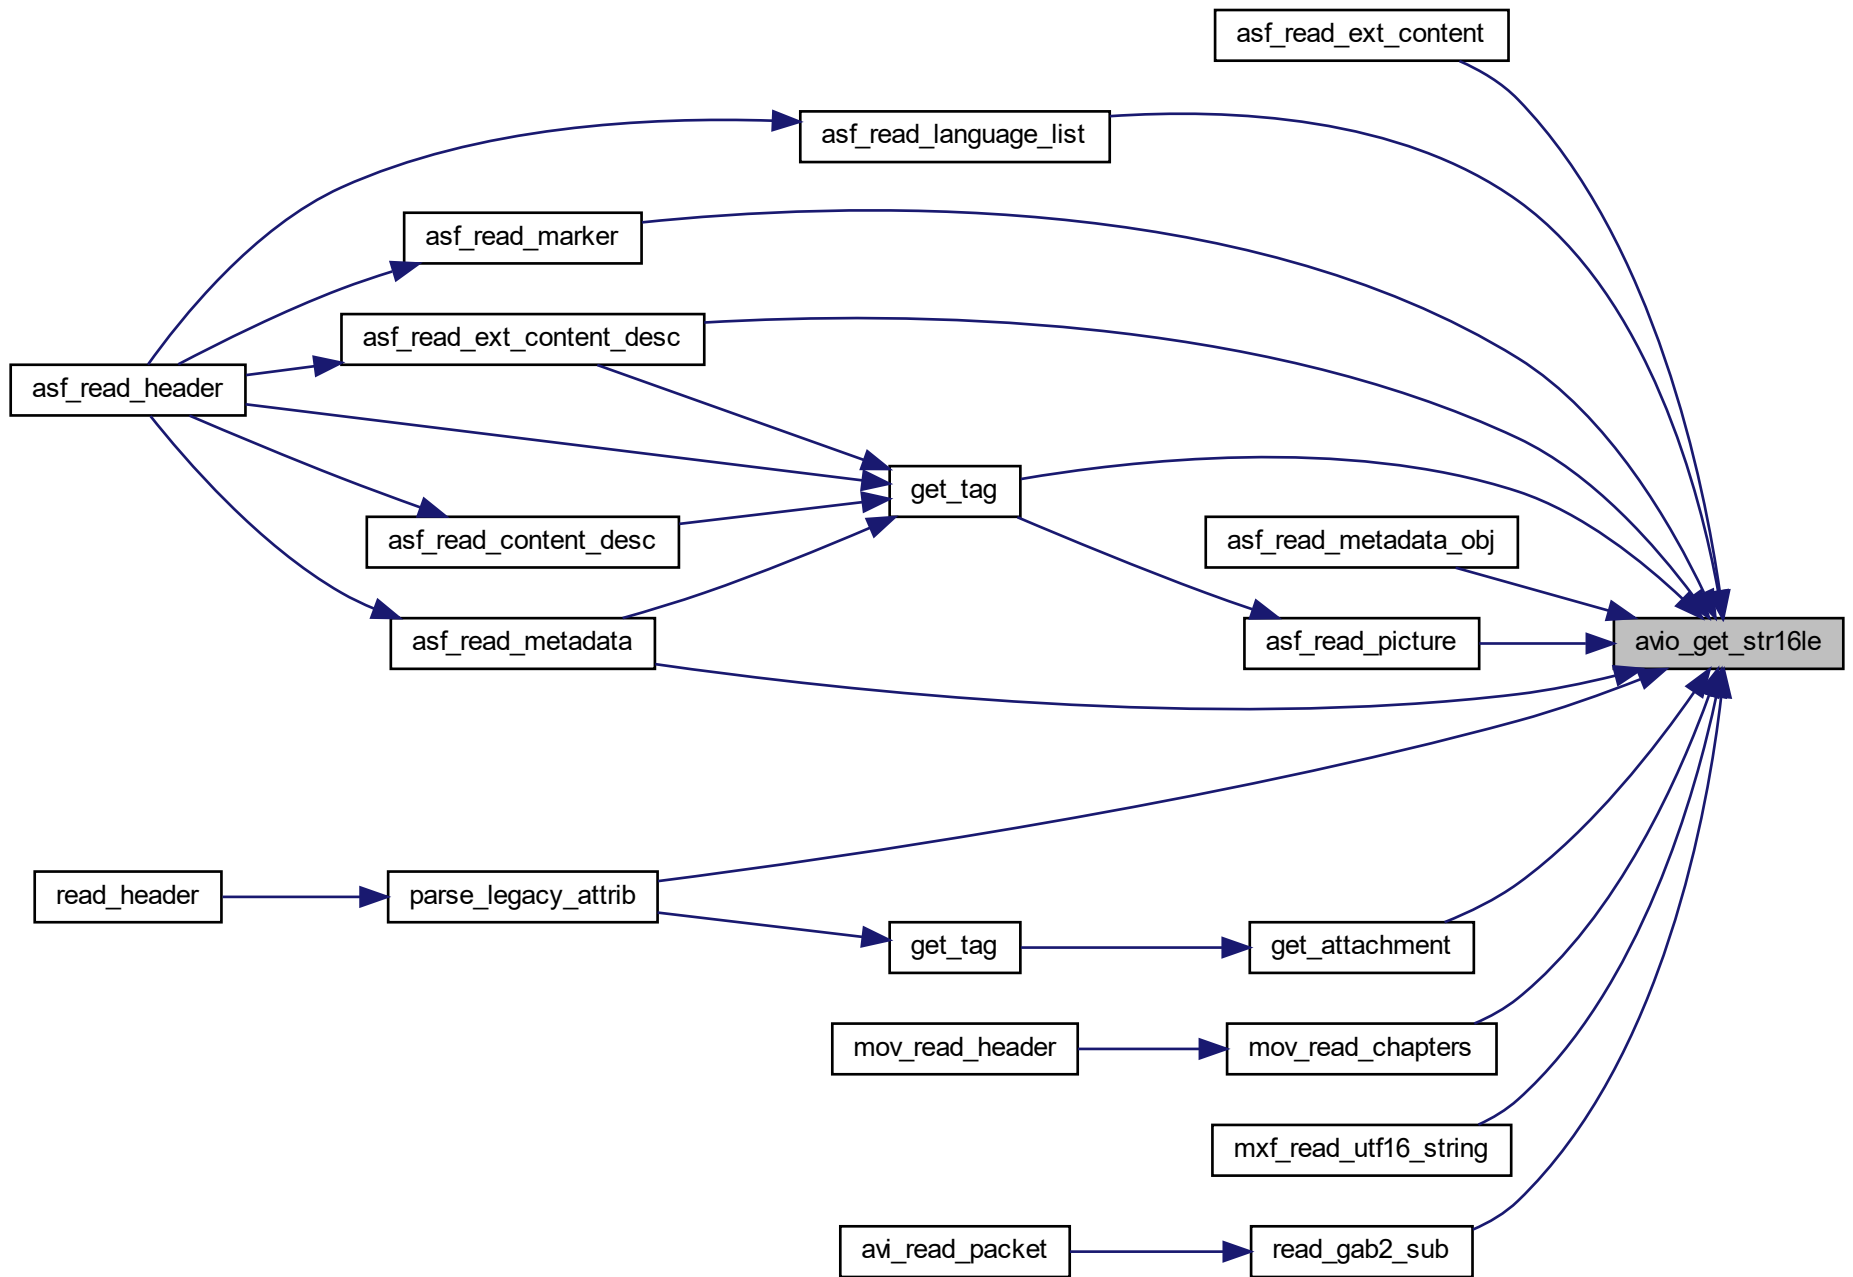 asf_read_ext_content
asf_read_language_list
asf_read_marker
asf_read_ext_content_desc
asf_read_header
get_tag
asf_read_content_desc
asf_read_metadata_obj
asf_read_metadata
asf_read_picture
avio_get_str16le
read_header
parse_legacy_attrib
get_tag
get_attachment
mov_read_header
mov_read_chapters
mxf_read_utf16_string
avi_read_packet
read_gab2_sub